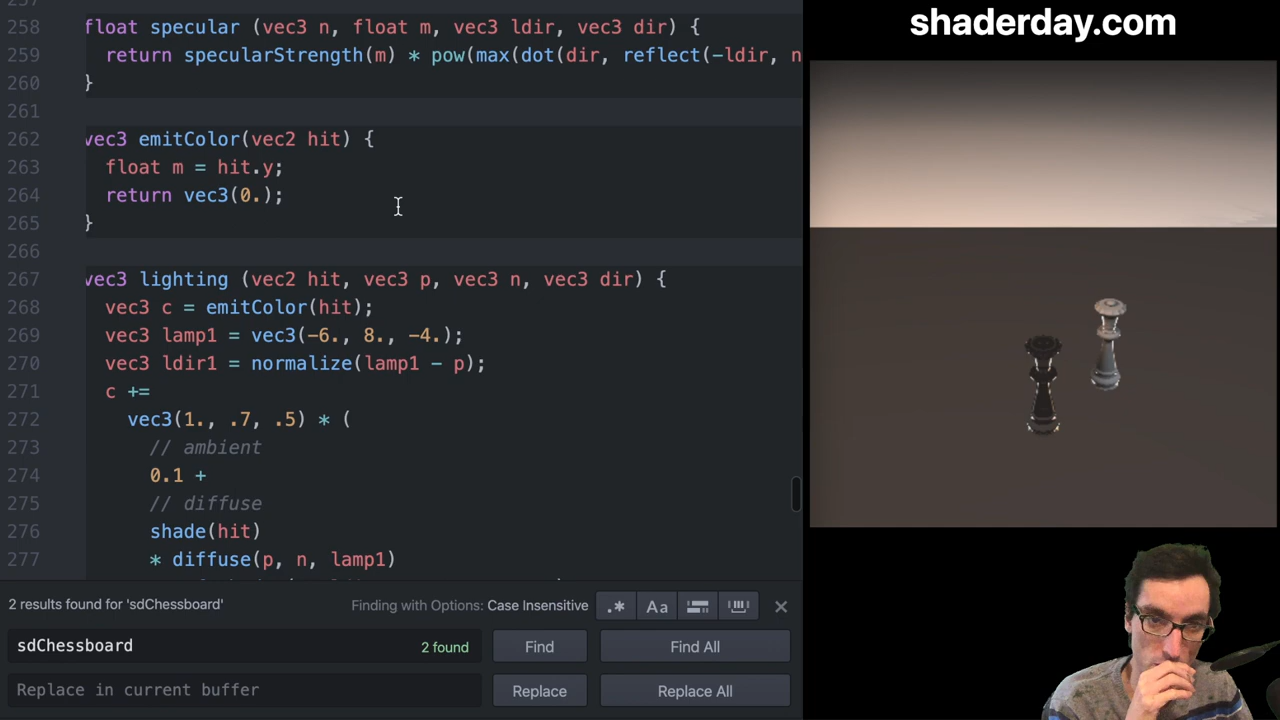 257
258 float specular (vec3 n, float m, vec3 ldir, vec3 dir) {
259 return specularStrength(m) * pow(max(dot(dir, reflect(-ldir, n
260 }
261
262 vec3 emitColor(vec2 hit) {
263 float m = hit.y;
264 return vec3(0.);
265 }
266
267 vec3 lighting (vec2 hit, vec3 p, vec3 n, vec3 dir) {
268 vec3 c = emitColor(hit);
269 vec3 lamp1 = vec3(-6., 8., -4.);
270 vec3 ldir1 = normalize(lamp1 - p);
271 c +=
272 vec3(1., .7, .5) * (
273 // ambient
274 0.1 +
275 // diffuse
276 shade(hit)
277 * diffuse(p, n, lamp1)
2 results found for 'sdChessboard'
Finding with Options: Case Insensitive
.*
Aa
sdChessboard
2 found
Find
Find All
Replace in current buffer
Replace
Replace All
shaderday.com